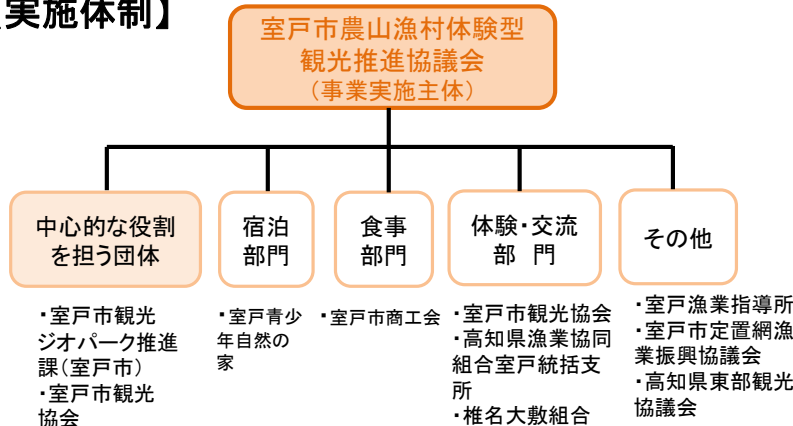 実施体制】
室戸市農山漁村体験型
観光推進協議会
（事業実施主体）
中心的な役割
を担う団体
宿泊
部門
食事
部門
体験・交流
部　門
その他
・室戸市観光
ジオパーク推進
課（室戸市）
・室戸市観光
協会
・室戸青少
年自然の
家
・室戸市商工会
・室戸市観光協会
・高知県漁業協同
組合室戸統括支
所
・椎名大敷組合
・室戸漁業指導所
・室戸市定置網漁
業振興協議会
・高知県東部観光
協議会